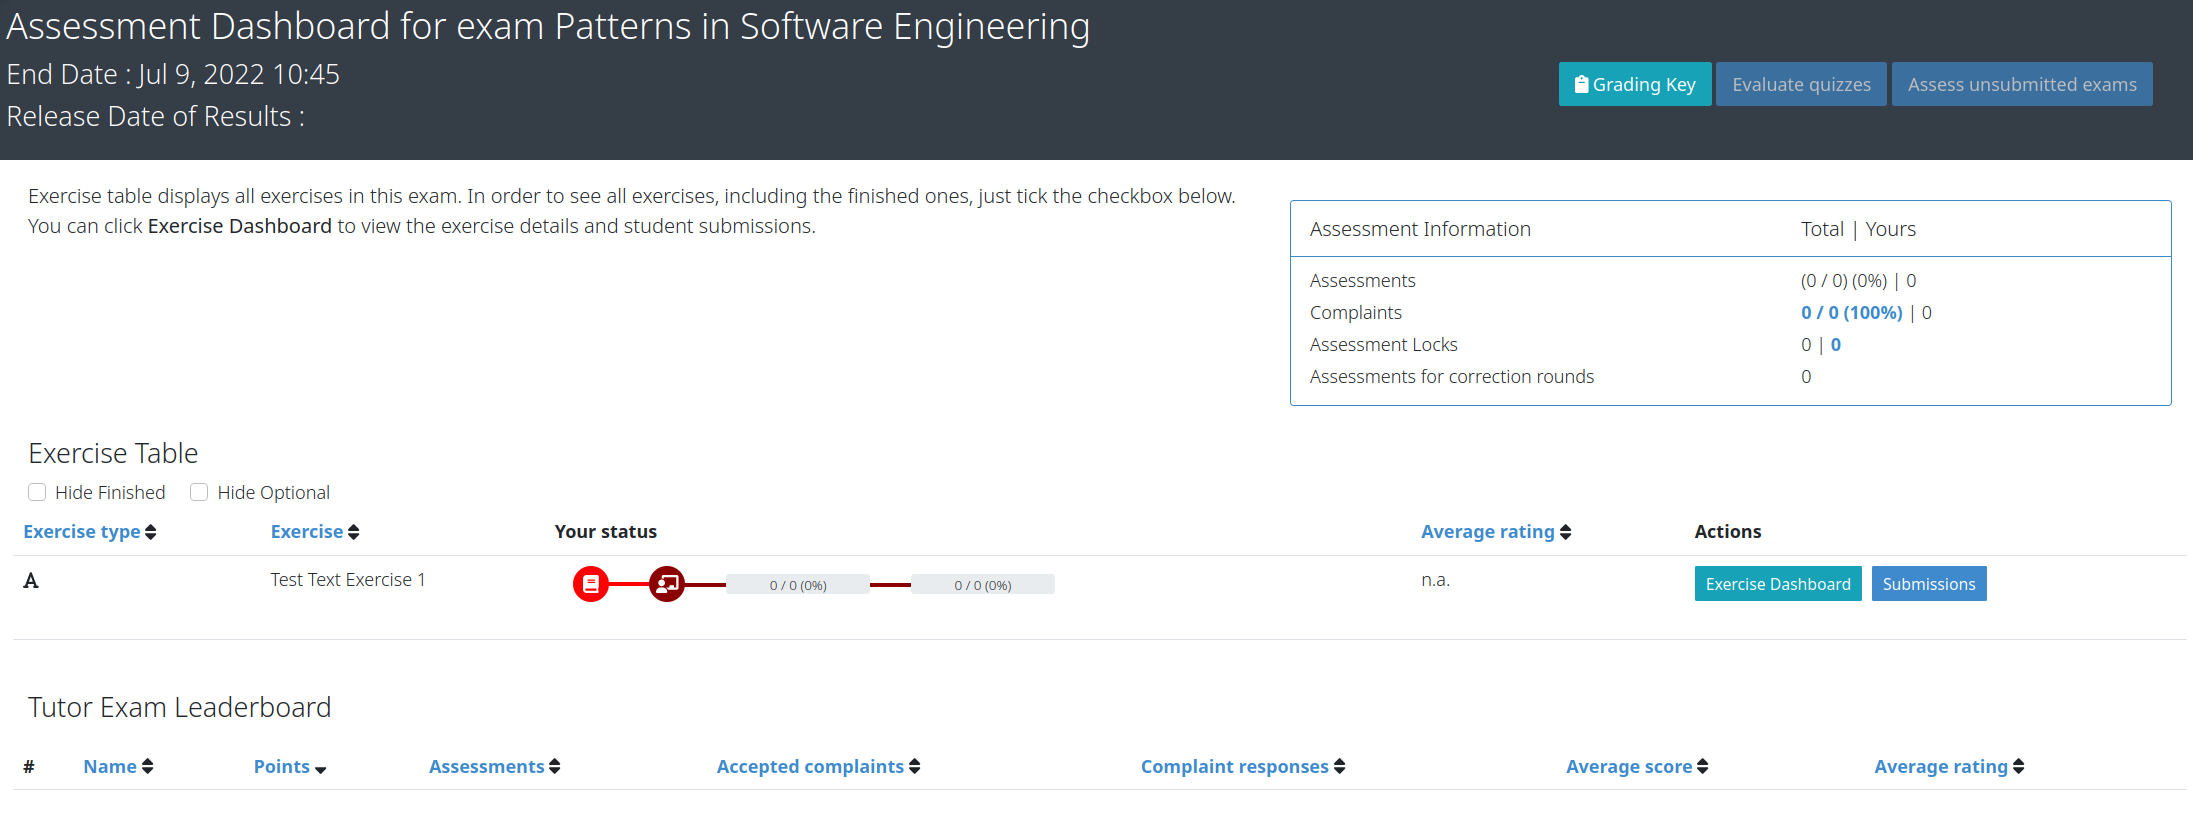 Assessment Dashboard for exam Patterns in Software Engineering
End Date : Jul 9, 2022 10:45
Release Date of Results :
Grading Key
Evaluate quizzes
Assess unsubmitted exams
Exercise table displays all exercises in this exam. In order to see all exercises, including the finished ones, just tick the checkbox below.
You can click Exercise Dashboard to view the exercise details and student submissions.
Assessment Information Total | Yours
Assessments (0 / 0) (0%) | 0
Complaints 0 / 0 (100%) | 0
Assessment Locks 0 | 0
Assessments for correction rounds 0
Exercise Table
Hide Finished Hide Optional
Exercise type Exercise Your status Average rating Actions
Test Text Exercise 1 0 / 0 (0%) 0 / 0 (0%) n.a. Exercise Dashboard Submissions
Tutor Exam Leaderboard
# Name Points Assessments Accepted complaints Complaint responses Average score Average rating